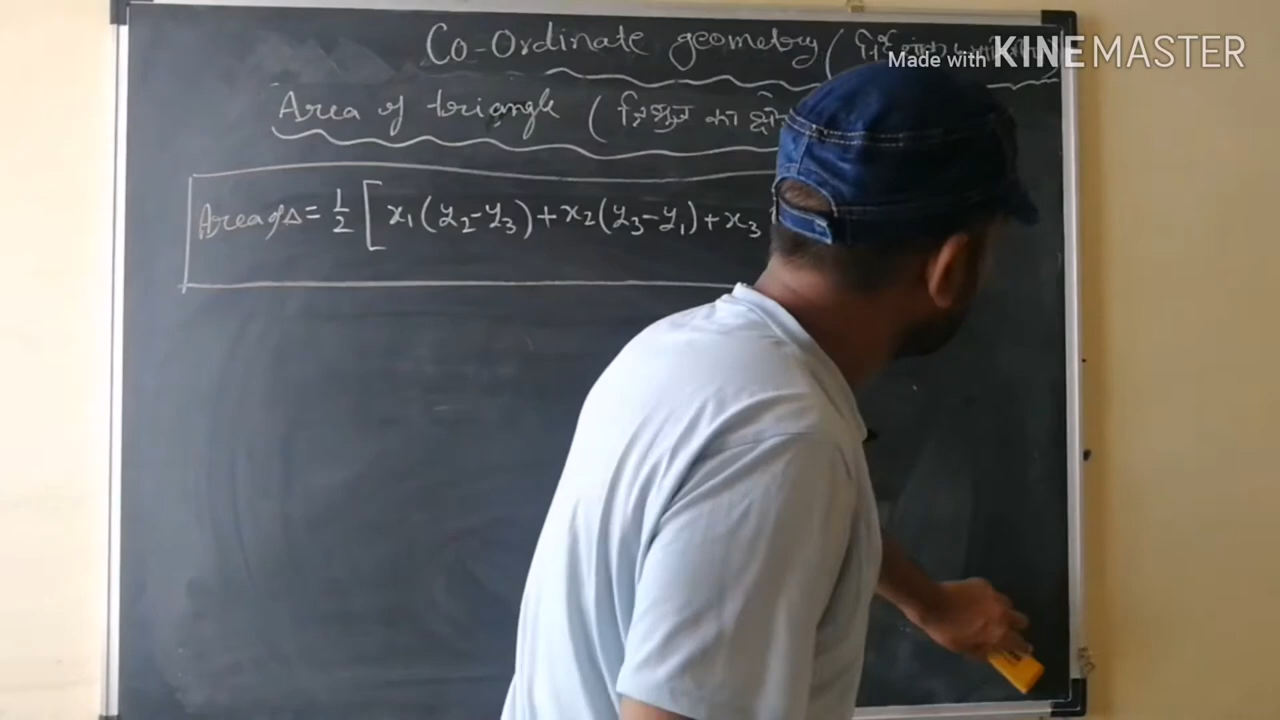 Co-Ordinate geometry (
Made with KINEMASTER
Area of triangle ( त्रिभुज का
Area of Δ = 1/2 [ x₁(y₂-y₃)+x₂(y₃-y₁)+x₃